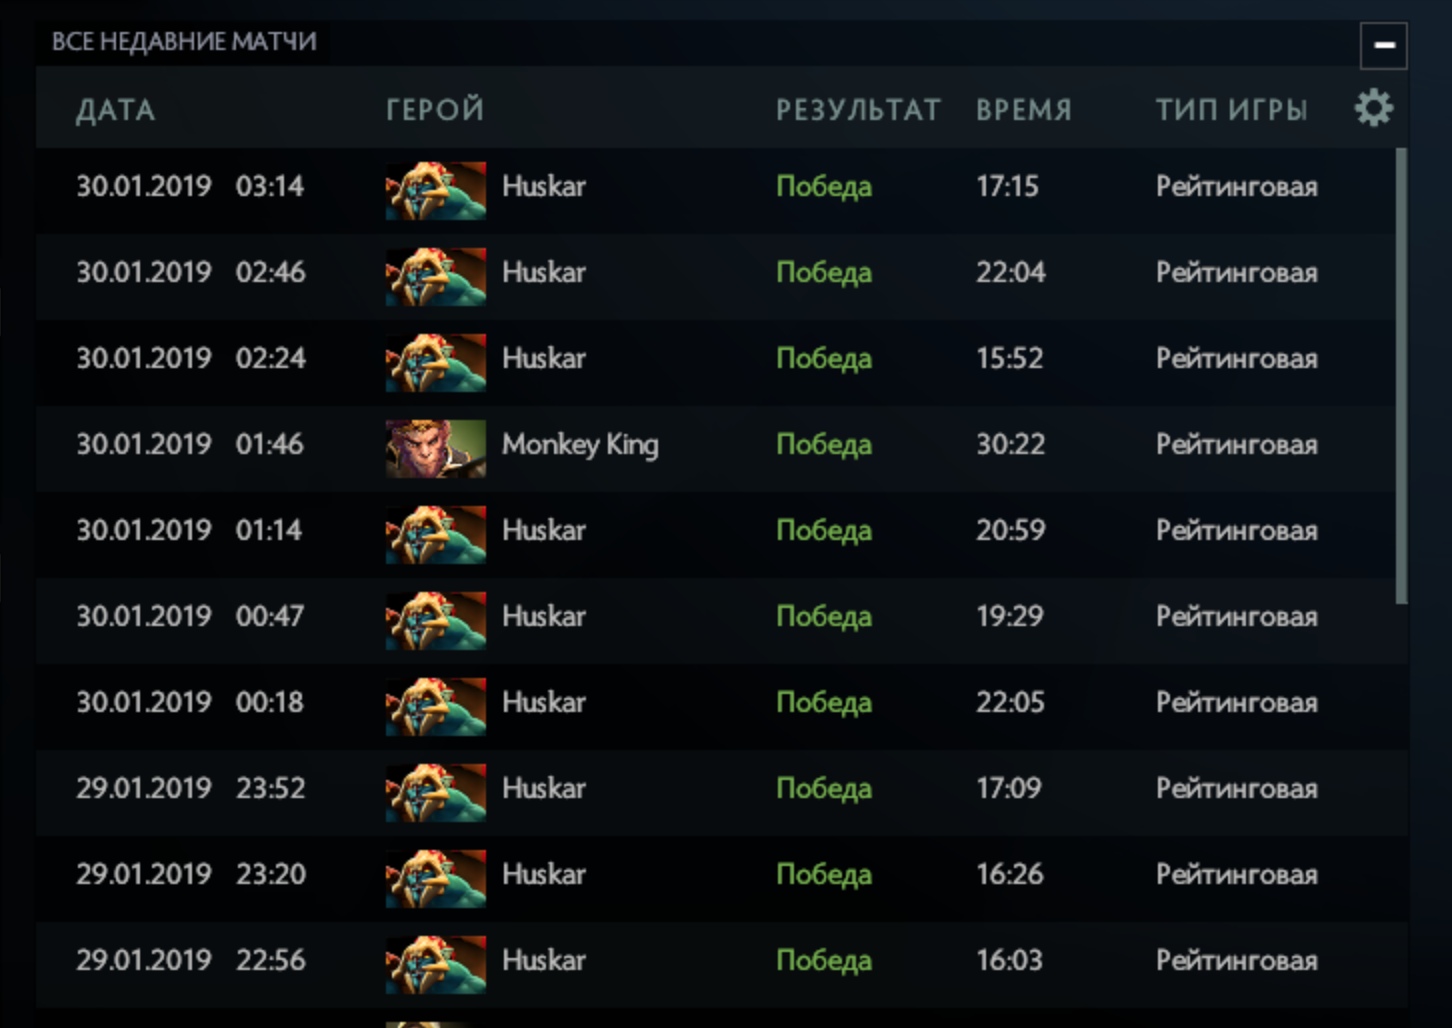 ВСЕ НЕДАВНИЕ МАТЧИ
ДАТА ГЕРОЙ РЕЗУЛЬТАТ ВРЕМЯ ТИП ИГРЫ
30.01.2019 03:14 Huskar Победа 17:15 Рейтинговая
30.01.2019 02:46 Huskar Победа 22:04 Рейтинговая
30.01.2019 02:24 Huskar Победа 15:52 Рейтинговая
30.01.2019 01:46 Monkey King Победа 30:22 Рейтинговая
30.01.2019 01:14 Huskar Победа 20:59 Рейтинговая
30.01.2019 00:47 Huskar Победа 19:29 Рейтинговая
30.01.2019 00:18 Huskar Победа 22:05 Рейтинговая
29.01.2019 23:52 Huskar Победа 17:09 Рейтинговая
29.01.2019 23:20 Huskar Победа 16:26 Рейтинговая
29.01.2019 22:56 Huskar Победа 16:03 Рейтинговая